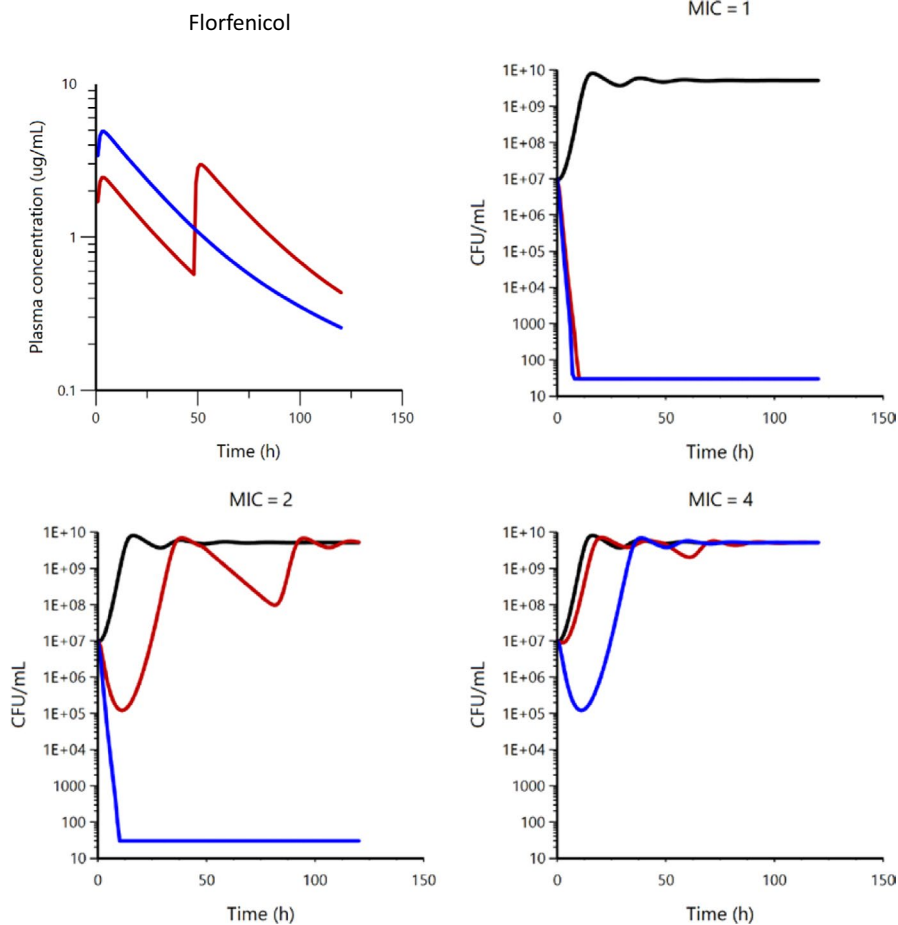 Florfenicol
10
1
0.1
Plasma concentration (ug/mL)
0
50
100
150
Time (h)
MIC = 1
1E+10
1E+09
1E+08
1E+07
1E+06
1E+05
1E+04
1000
100
10
CFU/mL
0
50
100
150
Time (h)
MIC = 2
1E+10
1E+09
1E+08
1E+07
1E+06
1E+05
1E+04
1000
100
10
CFU/mL
0
50
100
150
Time (h)
MIC = 4
1E+10
1E+09
1E+08
1E+07
1E+06
1E+05
1E+04
1000
100
10
CFU/mL
0
50
100
150
Time (h)